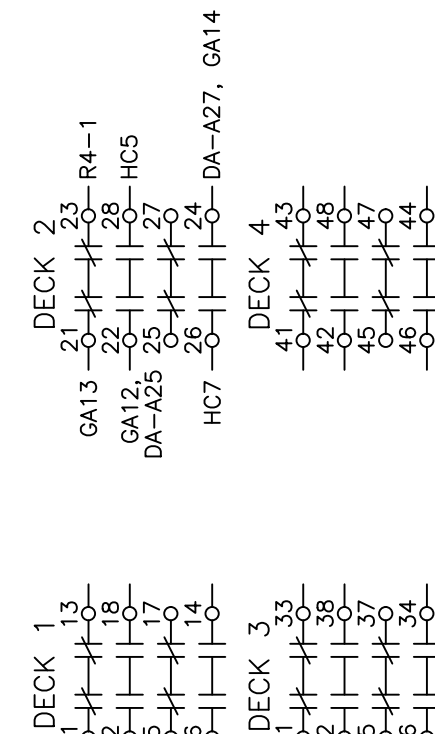 DECK 2
21 23 R4-1
GA13
22 28 HC5
GA12,
DA-A25
25 27
26 24 DA-A27, GA14
HC7
DECK 4
41 43
42 48
45 47
46 44
DECK 1
13
18
17
14
DECK 3
33
38
37
34